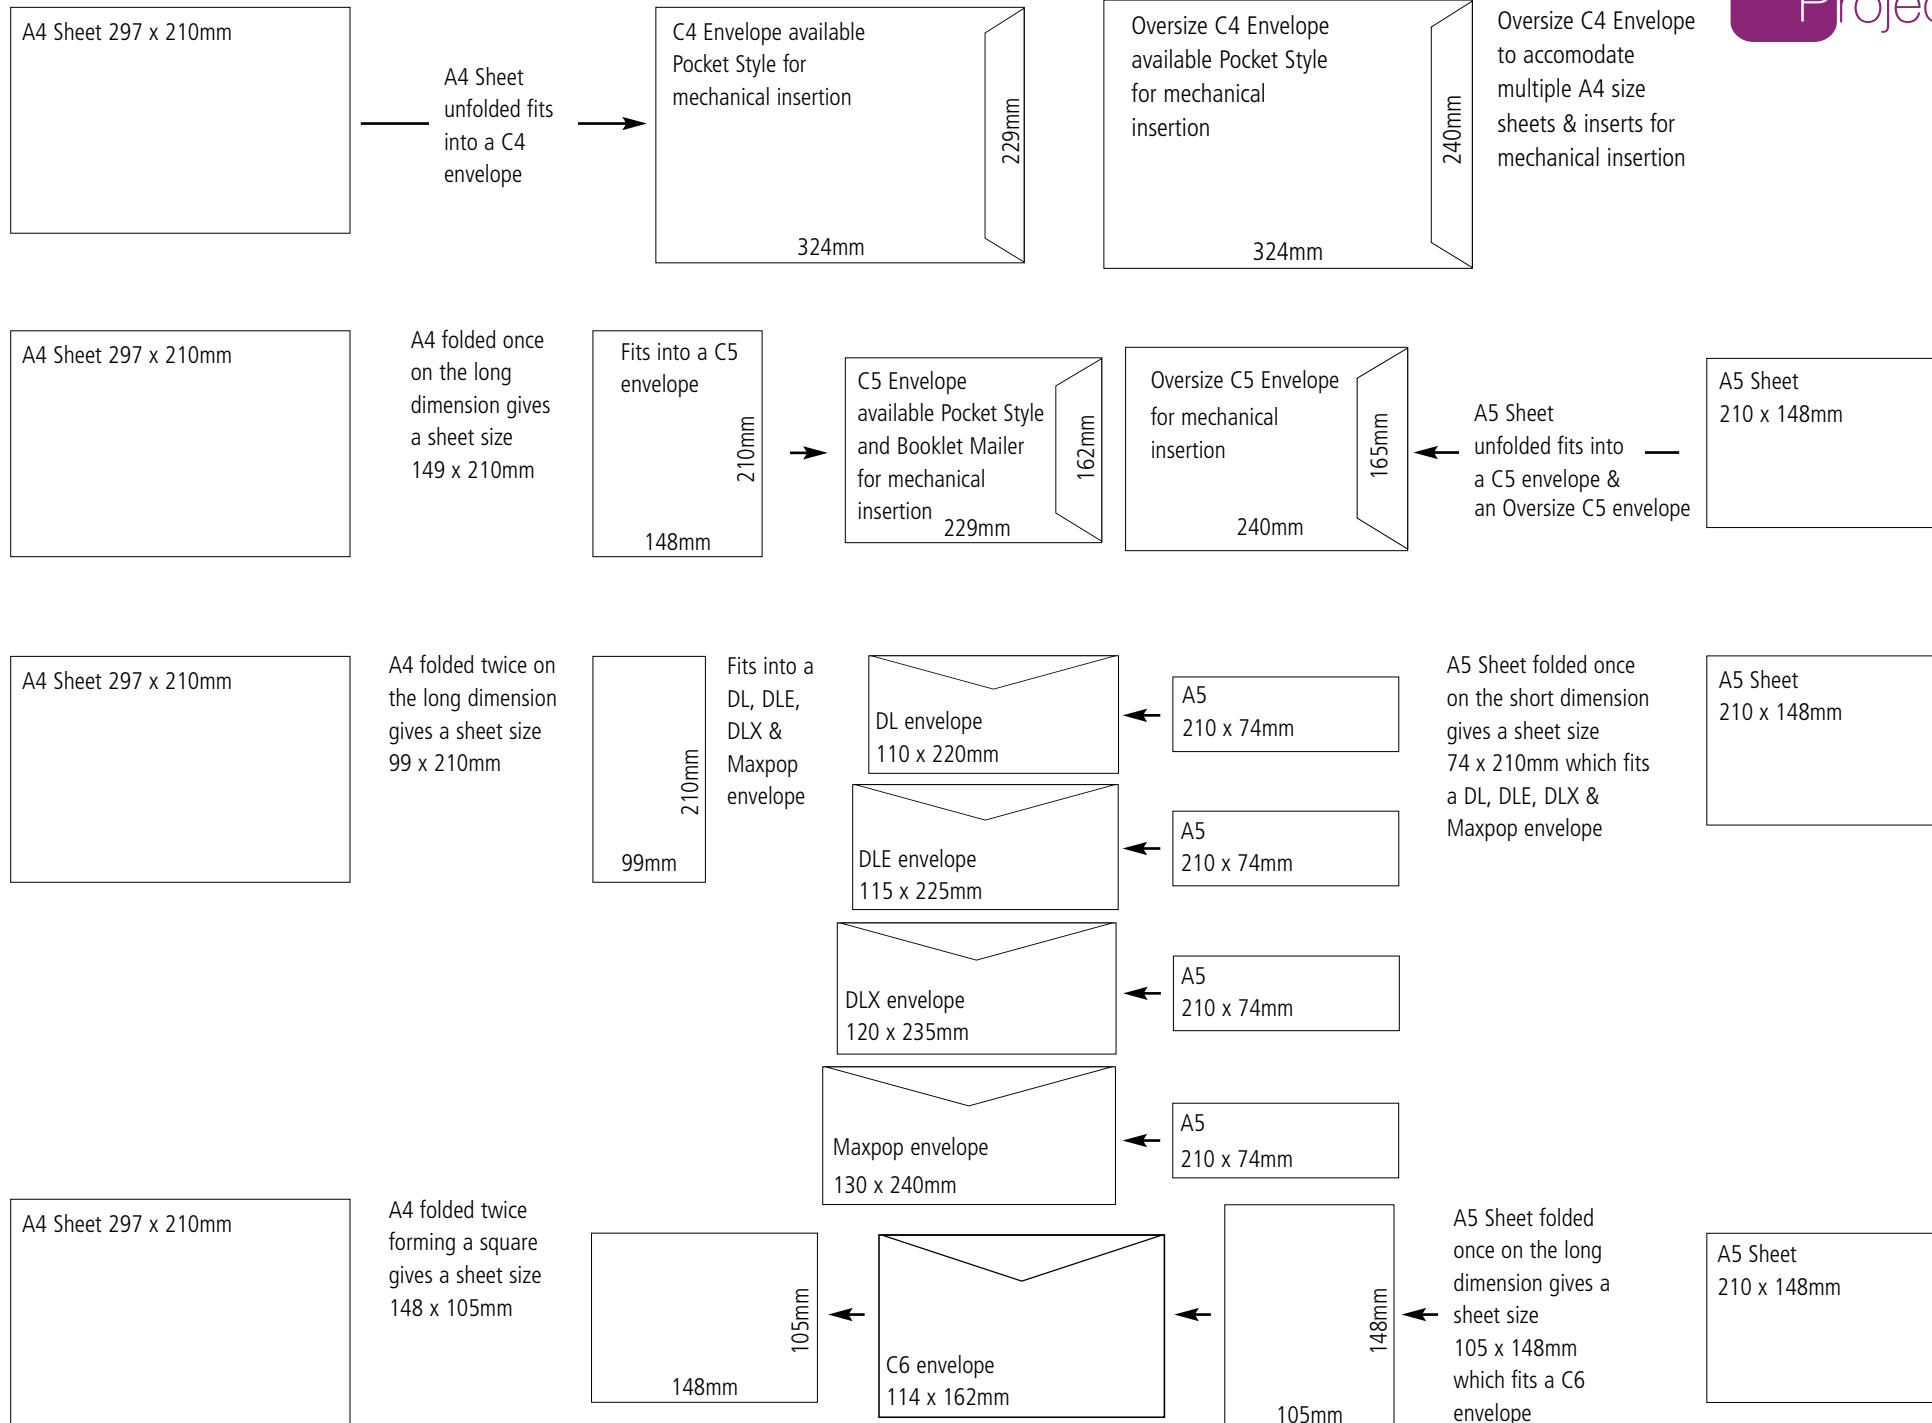 A4 Sheet 297 x 210mm
A4 Sheet
unfolded fits
into a C4
envelope
C4 Envelope available
Pocket Style for
mechanical insertion
229mm
324mm
Oversize C4 Envelope
available Pocket Style
for mechanical
insertion
240mm
324mm
Oversize C4 Envelope
to accomodate
multiple A4 size
sheets & inserts for
mechanical insertion
A4 Sheet 297 x 210mm
A4 folded once
on the long
dimension gives
a sheet size
149 x 210mm
Fits into a C5
envelope
210mm
148mm
C5 Envelope
available Pocket Style
and Booklet Mailer
for mechanical
insertion
162mm
229mm
Oversize C5 Envelope
for mechanical
insertion
165mm
240mm
A5 Sheet
unfolded fits into
a C5 envelope &
an Oversize C5 envelope
A5 Sheet
210 x 148mm
A4 Sheet 297 x 210mm
A4 folded twice on
the long dimension
gives a sheet size
99 x 210mm
210mm
99mm
Fits into a
DL, DLE,
DLX &
Maxpop
envelope
DL envelope
110 x 220mm
A5
210 x 74mm
DLE envelope
115 x 225mm
A5
210 x 74mm
DLX envelope
120 x 235mm
A5
210 x 74mm
Maxpop envelope
130 x 240mm
A5
210 x 74mm
A5 Sheet folded once
on the short dimension
gives a sheet size
74 x 210mm which fits
a DL, DLE, DLX &
Maxpop envelope
A5 Sheet
210 x 148mm
A4 Sheet 297 x 210mm
A4 folded twice
forming a square
gives a sheet size
148 x 105mm
105mm
148mm
C6 envelope
114 x 162mm
148mm
105mm
A5 Sheet folded
once on the long
dimension gives a
sheet size
105 x 148mm
which fits a C6
envelope
A5 Sheet
210 x 148mm